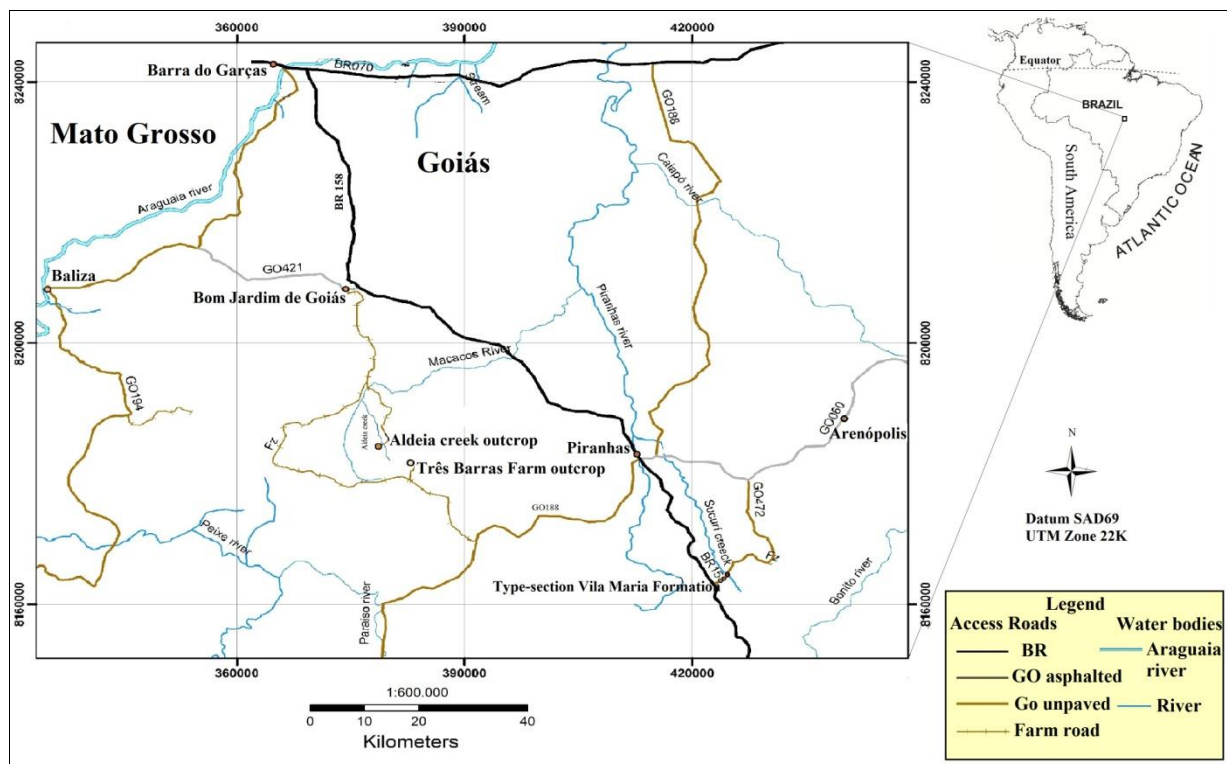 360000
390000
420000
Barra do Garças
BR070
Stream
GO186
8240000
8240000
Mato Grosso
Goiás
Caiapó river
Araguaia river
BR 158
GO421
Baliza
Bom Jardim de Goiás
Piranhas river
8200000
8200000
Macacos River
GO194
GO060
Arenópolis
Fz
Aldeia creek
Aldeia creek outcrop
Piranhas
Três Barras Farm outcrop
GO188
GO472
Sucuri creeck
Peixe river
Fz
BR15
Type-section Vila Maria Formation
Bonito river
Paraiso river
8160000
8160000
360000
390000
420000
1:600.000
0 10 20 40
Kilometers
Equator
BRAZIL
South America
ATLANTIC OCEAN
N
Datum SAD69
UTM Zone 22K
Legend
Access Roads
Water bodies
BR
Araguaia
river
GO asphalted
Go unpaved
River
Farm road